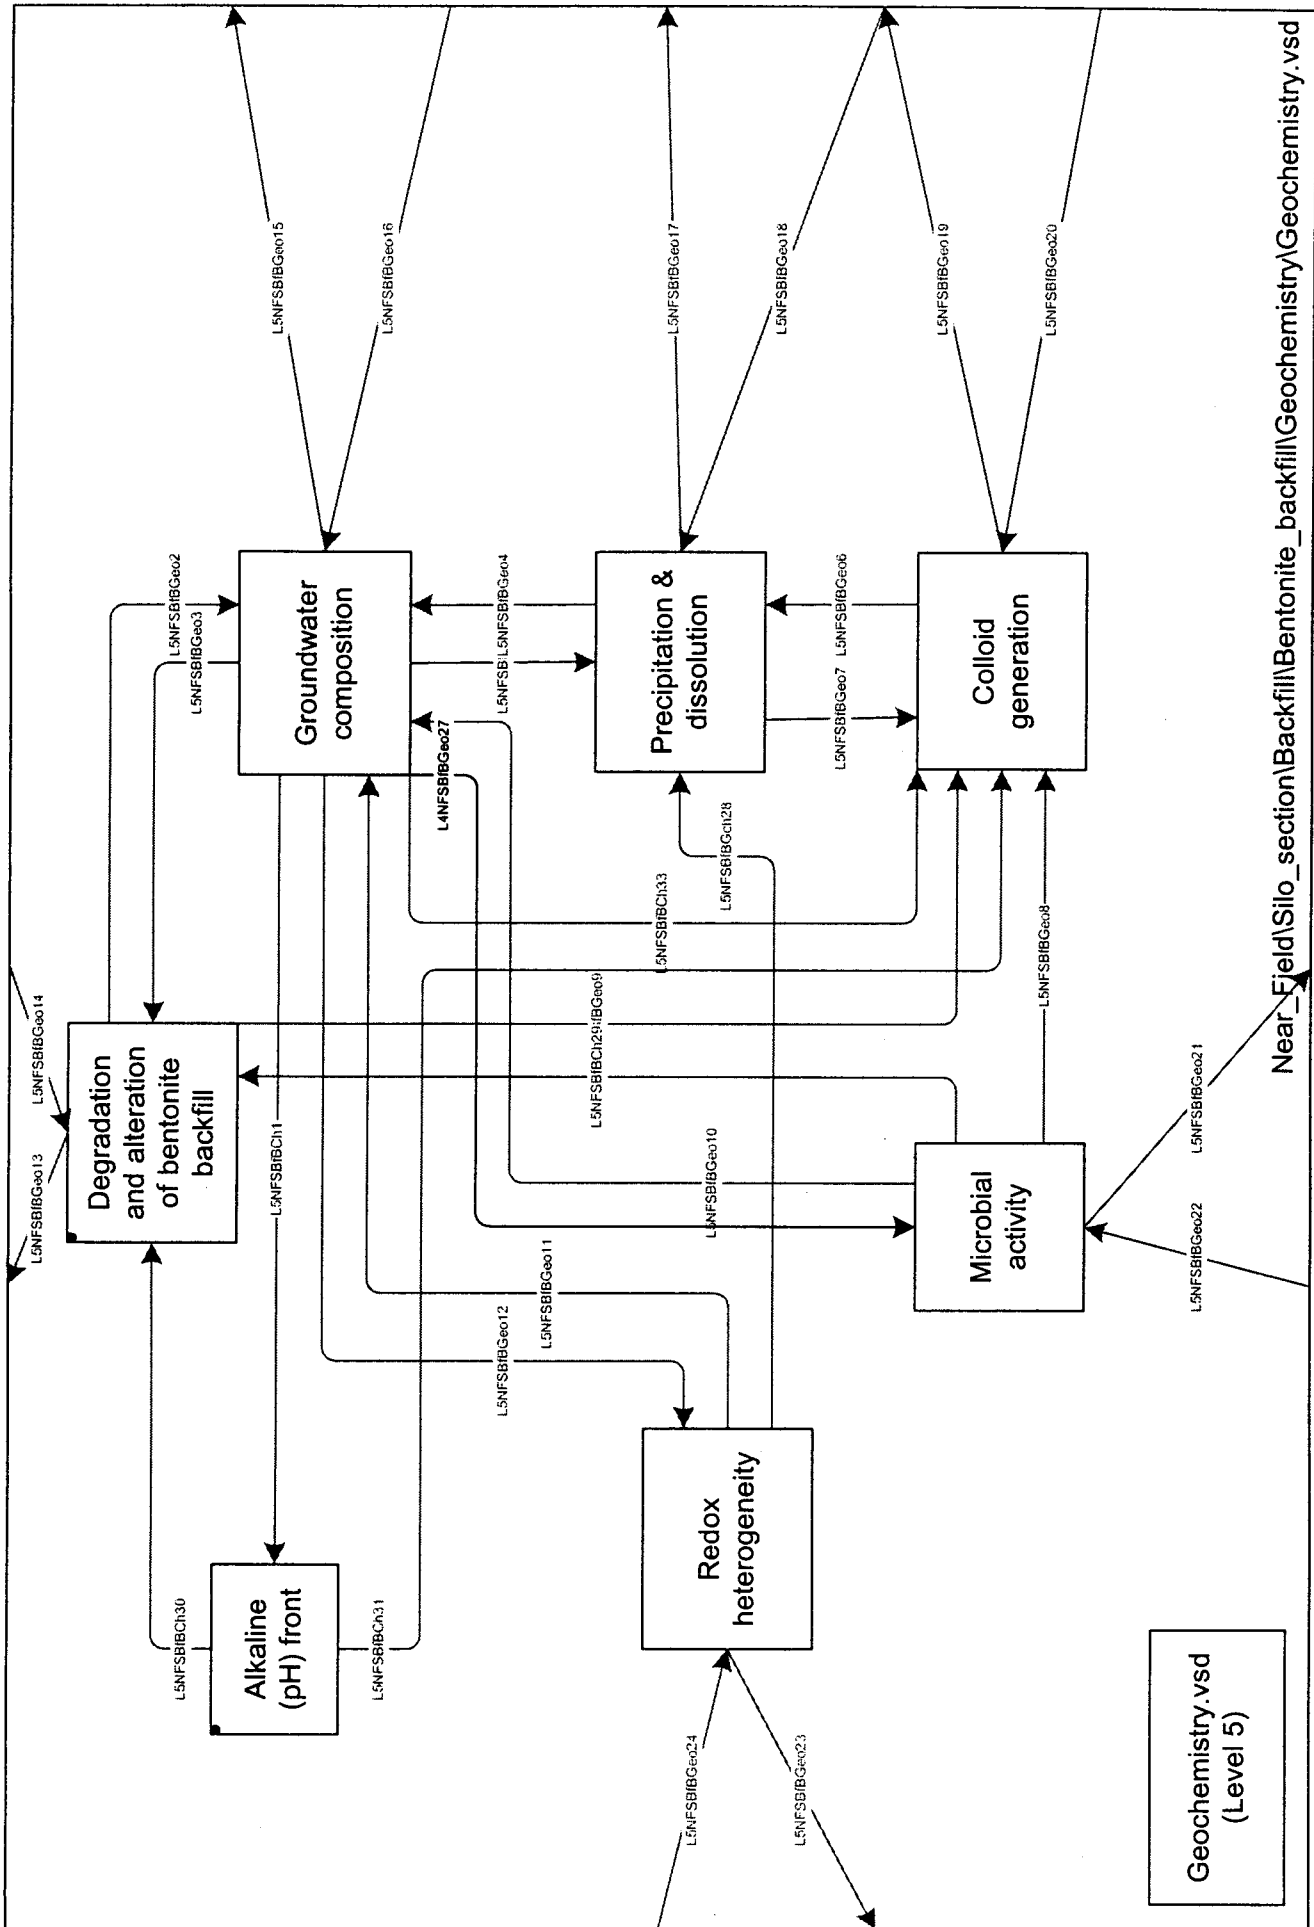 L5NFSBfBGeo13
L5NFSBfBGeo14
Degradation
and alteration
of bentonite
backfill
L5NFSBfBGeo2
L5NFSBfBCh30
L5NFSBfBGeo3
Alkaline
(pH) front
L5NFSBfBCh1
L5NFSBfBGeo15
Groundwater
composition
L5NFSBfBCh31
L5NFSBfBGeo16
L4NFSBfBGeo27
L5NFSBfBGeo12
L5NFSBf
L5NFSBfBGeo4
L5NFSBfBGeo11
L5NFSBfBCh29
fBGeo9
L5NFSBfBCh33
L5NFSBfBGeo17
Precipitation &
dissolution
L5NFSBfBGeo24
Redox
heterogeneity
L5NFSBfBGeo10
L5NFSBfBGch28
L5NFSBfBGeo18
L5NFSBfBGeo23
L5NFSBfBGeo7
L5NFSBfBGeo6
L5NFSBfBGeo19
Microbial
activity
Colloid
generation
L5NFSBfBGeo8
L5NFSBfBGeo20
L5NFSBfBGeo22
L5NFSBfBGeo21
Geochemistry.vsd
(Level 5)
Near_Field\Silo_section\Backfill\Bentonite_backfill\Geochemistry\Geochemistry.vsd